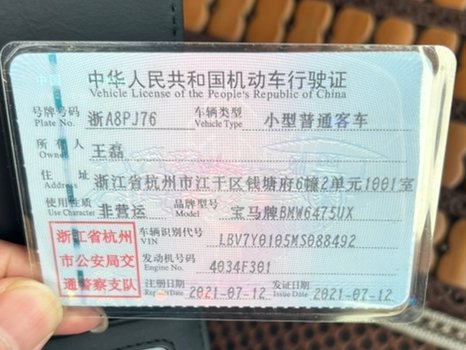 中华人民共和国机动车行驶证
Vehicle License of the People's Republic of China
号牌号码 浙A8PJ76 车辆类型 小型普通客车
Plate No. Vehicle Type
所有人 王磊
Owner
住址 浙江省杭州市江干区钱塘府6幢2单元1001室
Address
使用性质 非营运 品牌型号 宝马牌BMW6475UX
Use Character Model
浙江省杭州
市公安局交
通警察支队
车辆识别代号 LBV7Y0105MS088492
VIN
发动机号码 4034F301
Engine No.
注册日期 2021-07-12 发证日期 2021-07-12
Register Date Issue Date